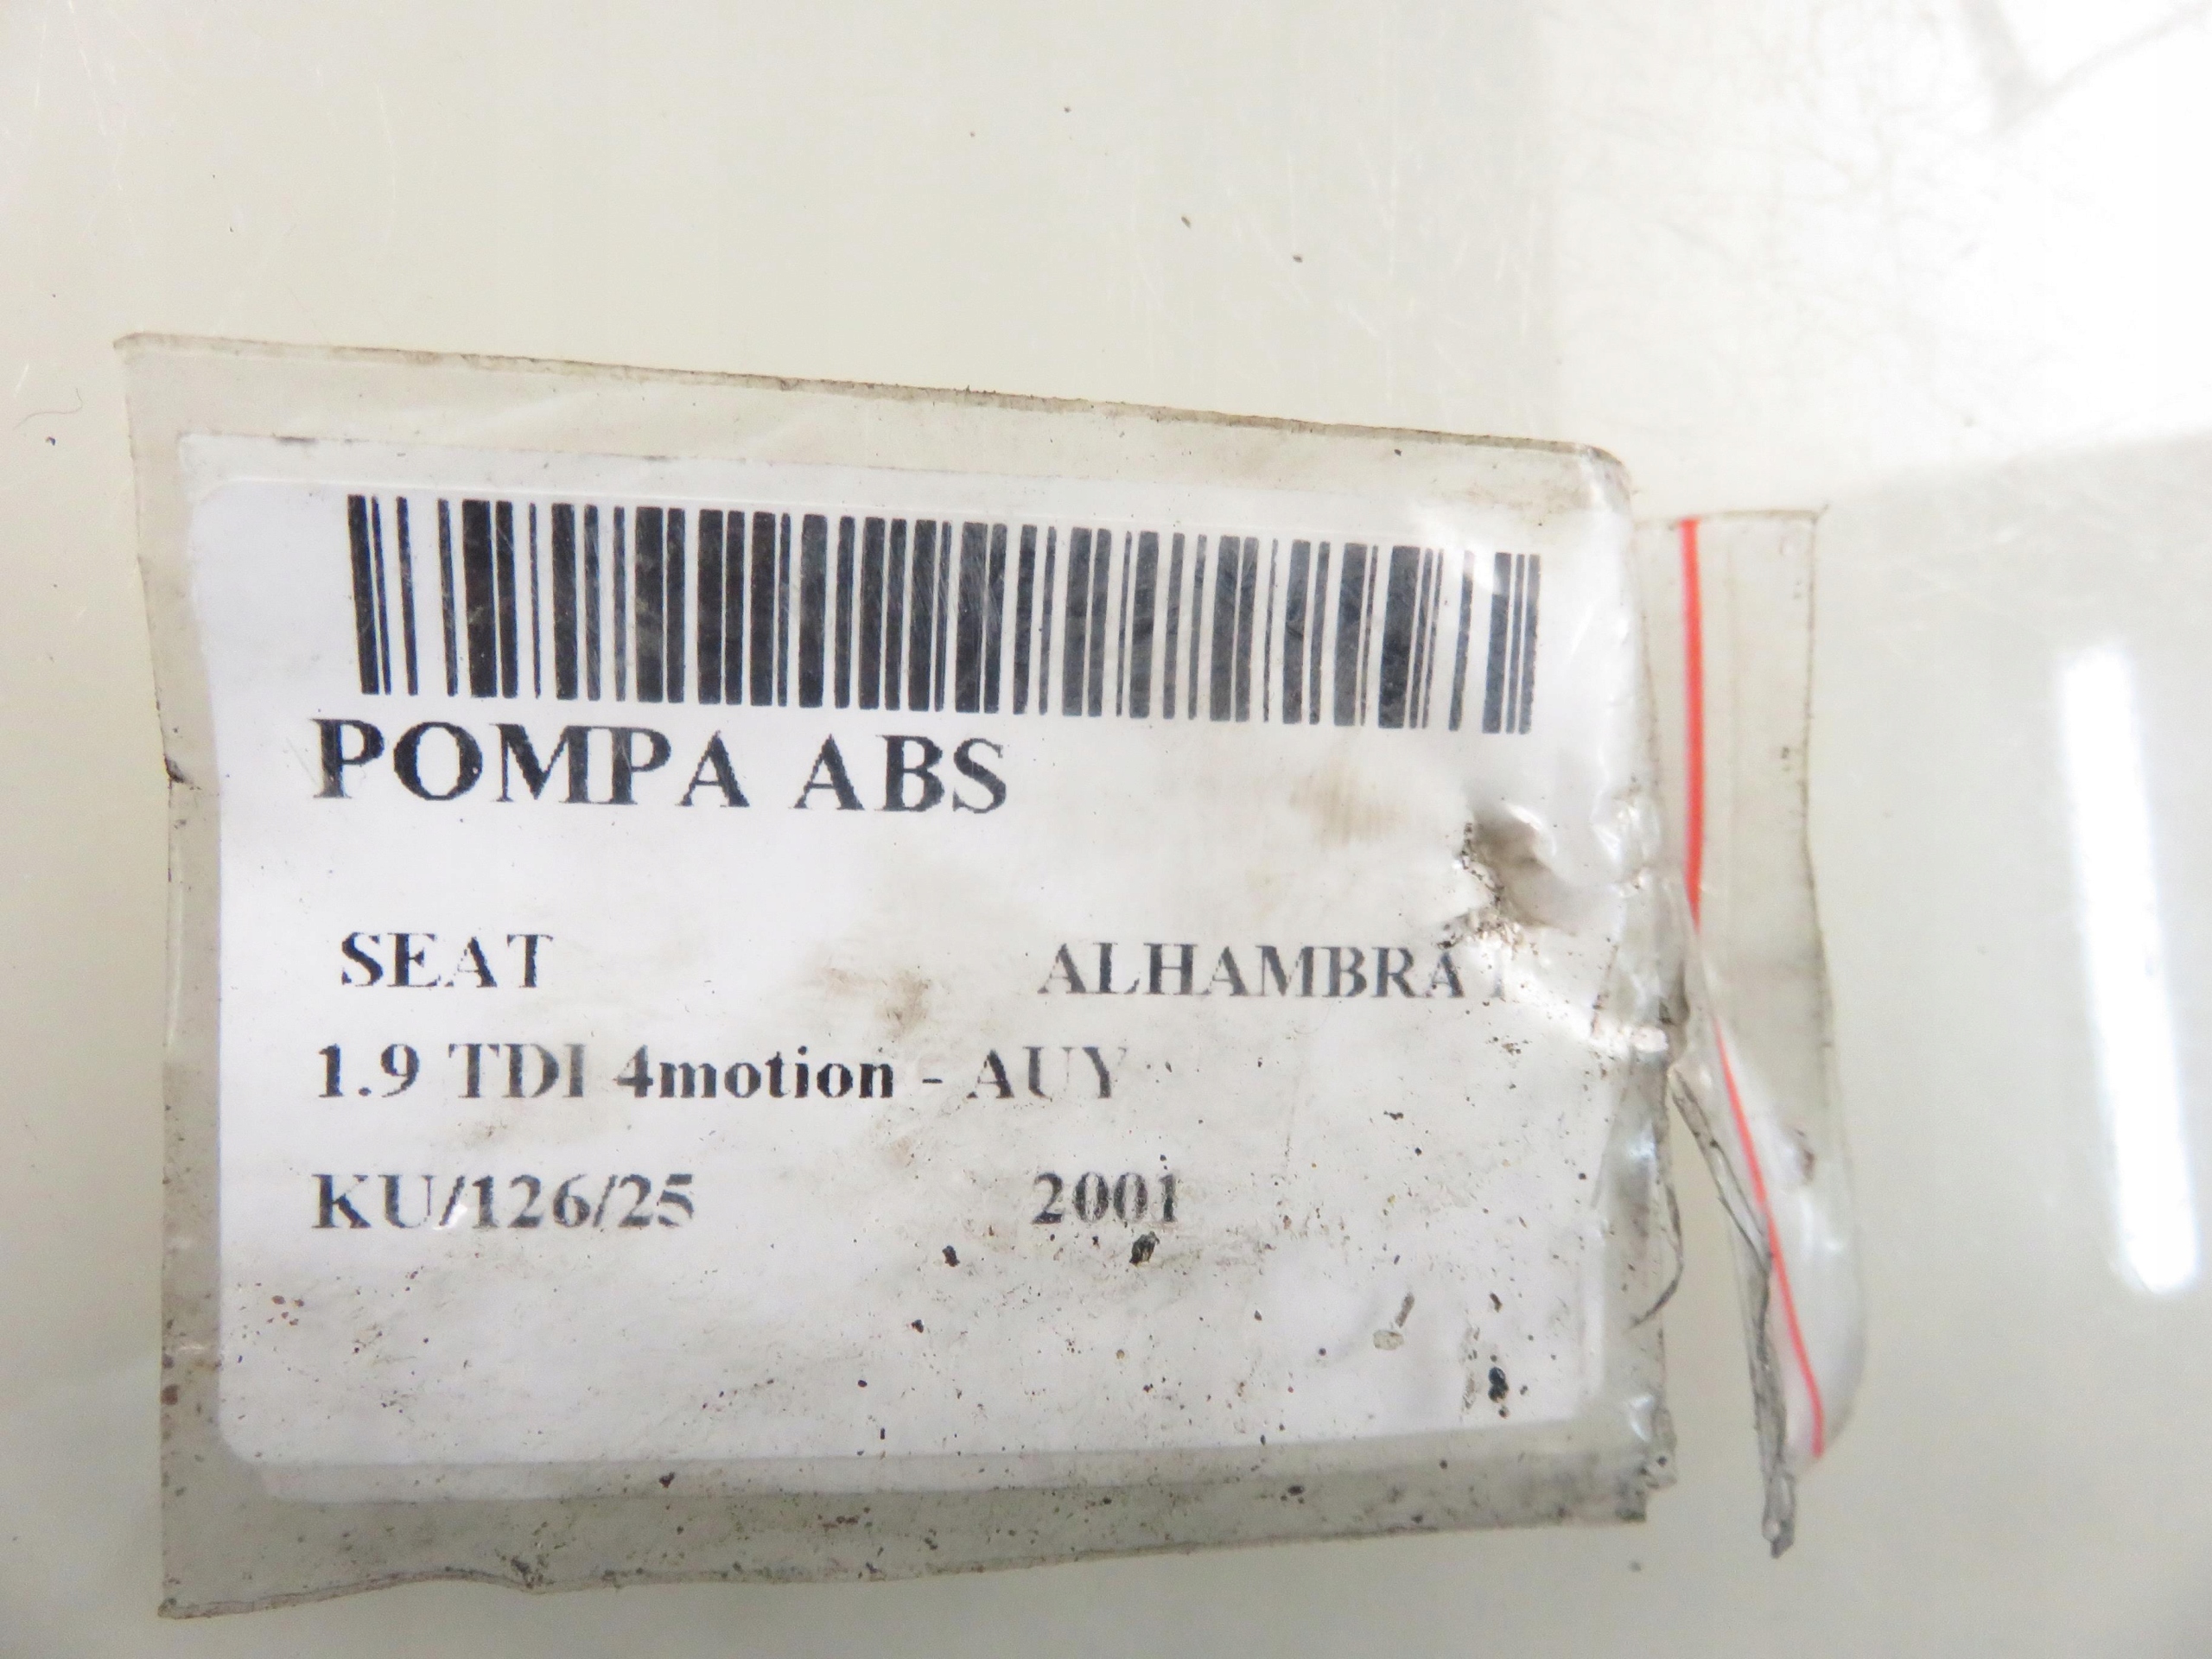 POMPA ABS
SEAT ALHAMBRA
1.9 TDI 4motion - AUY
KU/126/25 2001